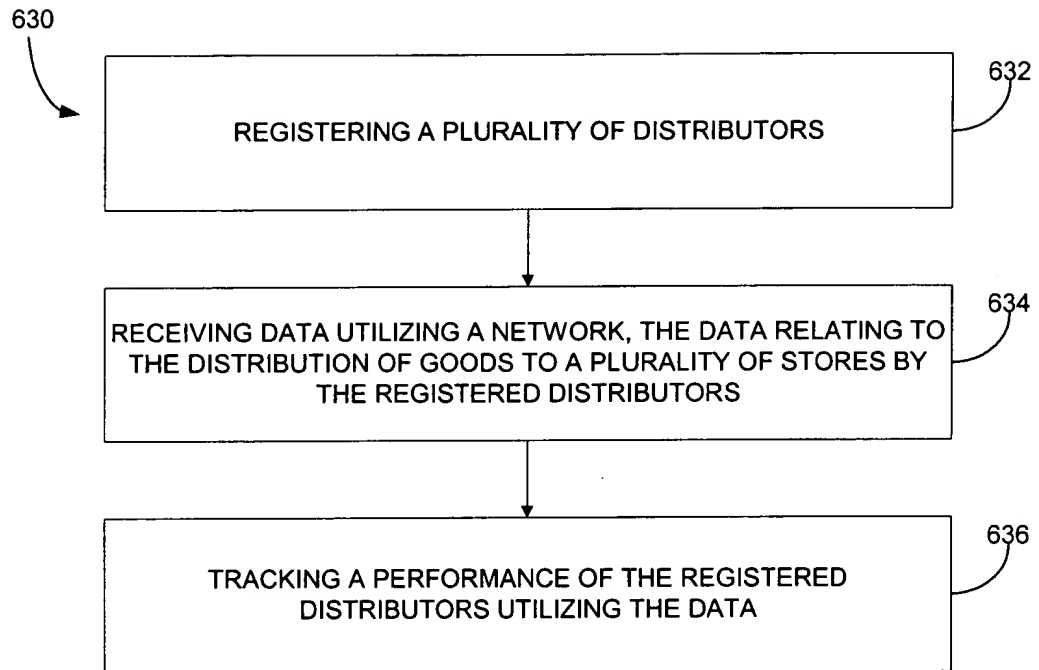 630
632
REGISTERING A PLURALITY OF DISTRIBUTORS
634
RECEIVING DATA UTILIZING A NETWORK, THE DATA RELATING TO
THE DISTRIBUTION OF GOODS TO A PLURALITY OF STORES BY
THE REGISTERED DISTRIBUTORS
636
TRACKING A PERFORMANCE OF THE REGISTERED
DISTRIBUTORS UTILIZING THE DATA